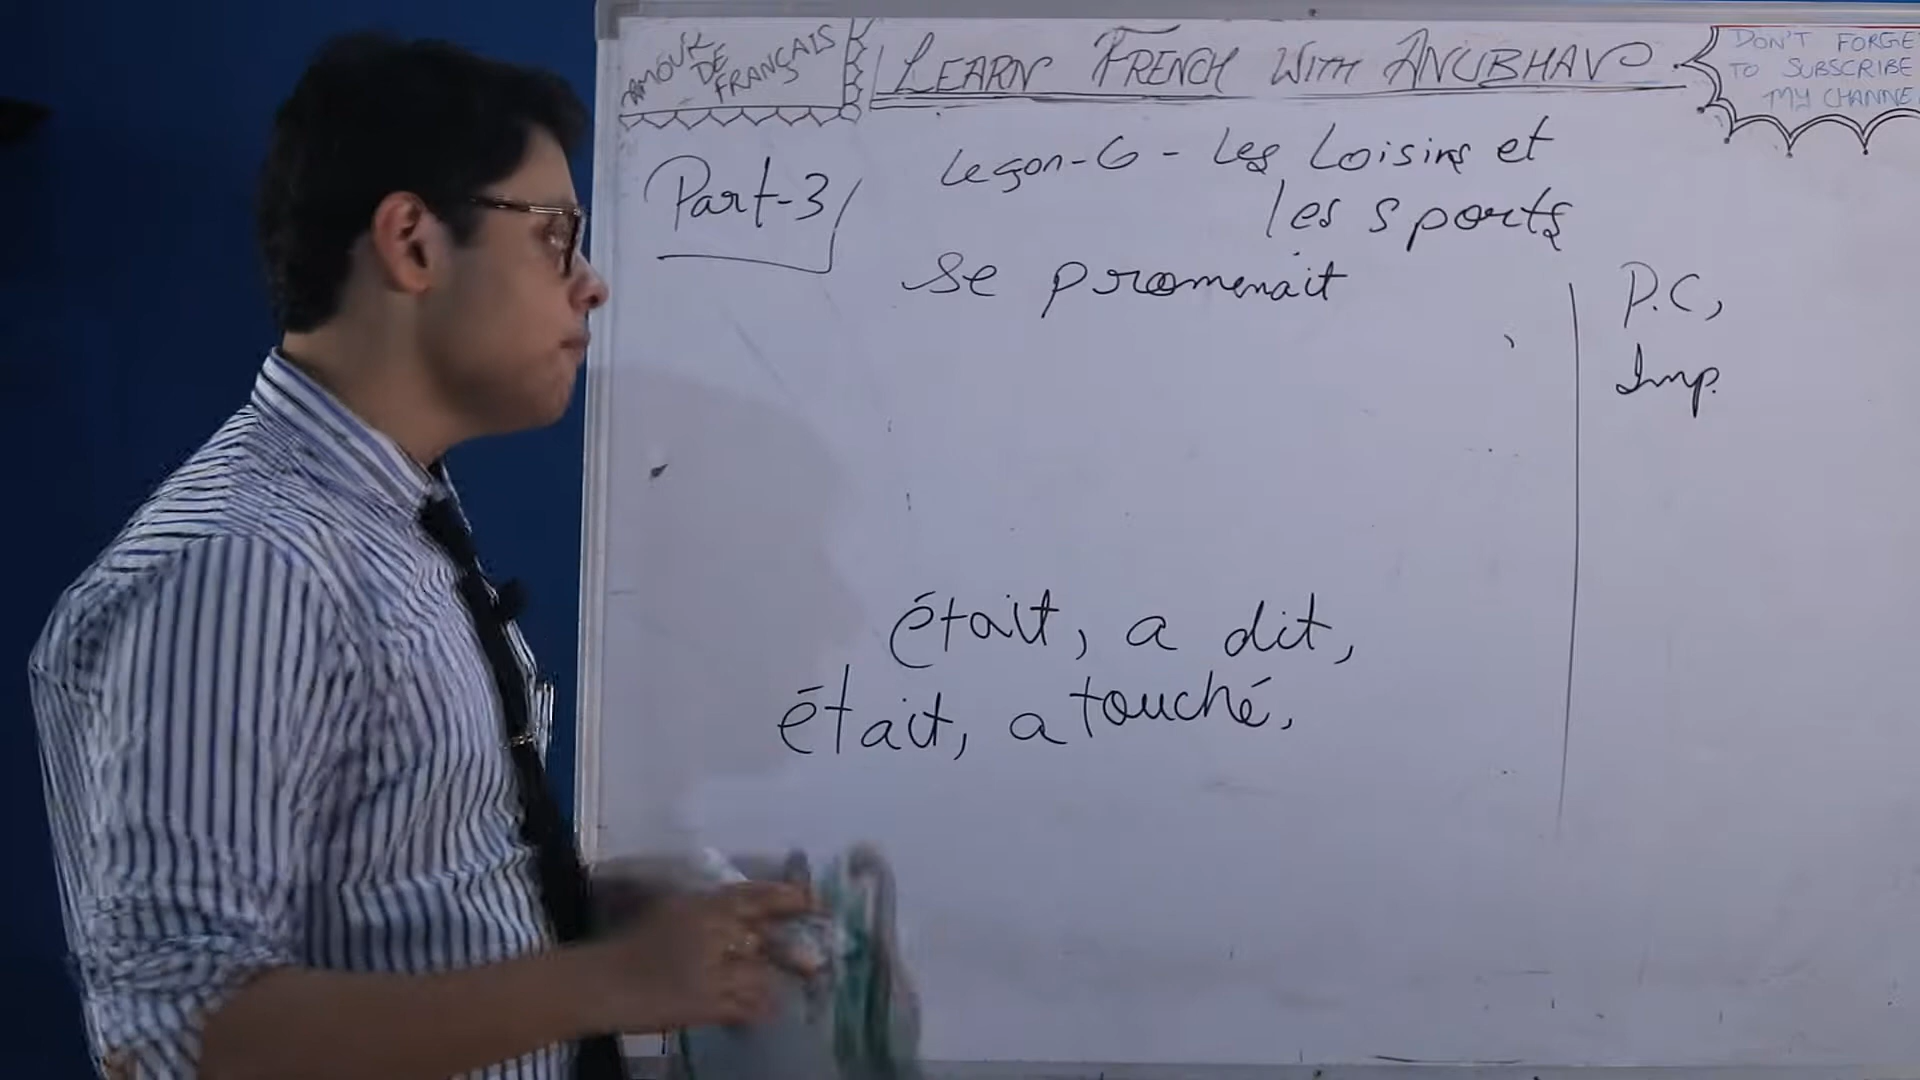 AMOUR
DE
FRANÇAIS
LEARN FRENCH WITH ANUBHAV
DON'T FORGE
TO SUBSCRIBE
MY CHANNE
Part-3
Leçon-6 - Les Loisirs et
les sports
se promenait
P.C,
Imp.
était, a dit,
était, a touché,